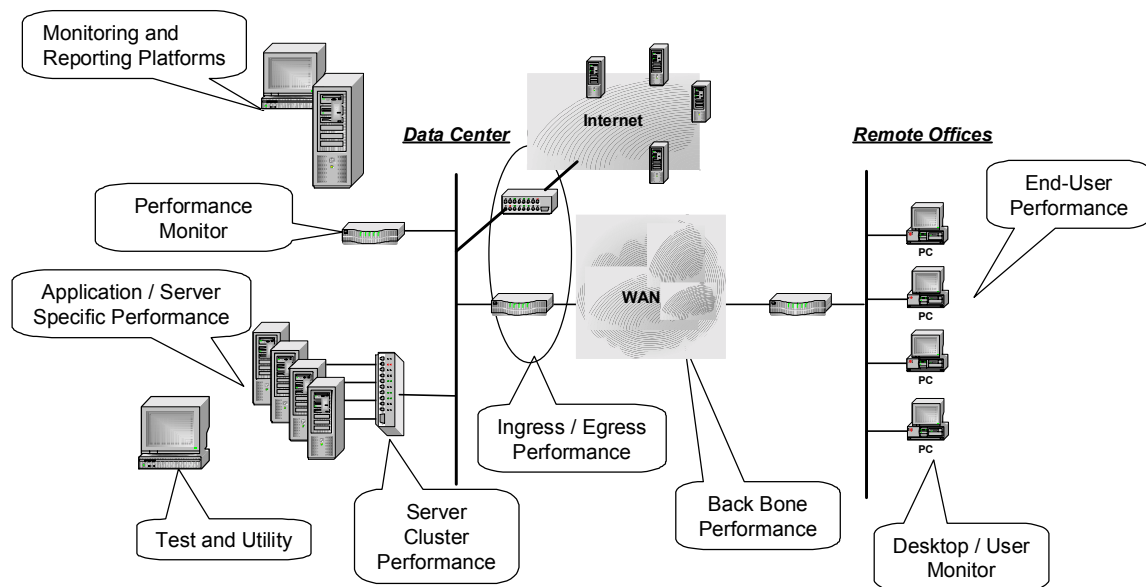 Monitoring and
Reporting Platforms
Data Center
Internet
Remote Offices
End-User
Performance
Performance
Monitor
PC
Application / Server
Specific Performance
WAN
PC
PC
PC
Ingress / Egress
Performance
Test and Utility
Server
Cluster
Performance
Back Bone
Performance
Desktop / User
Monitor